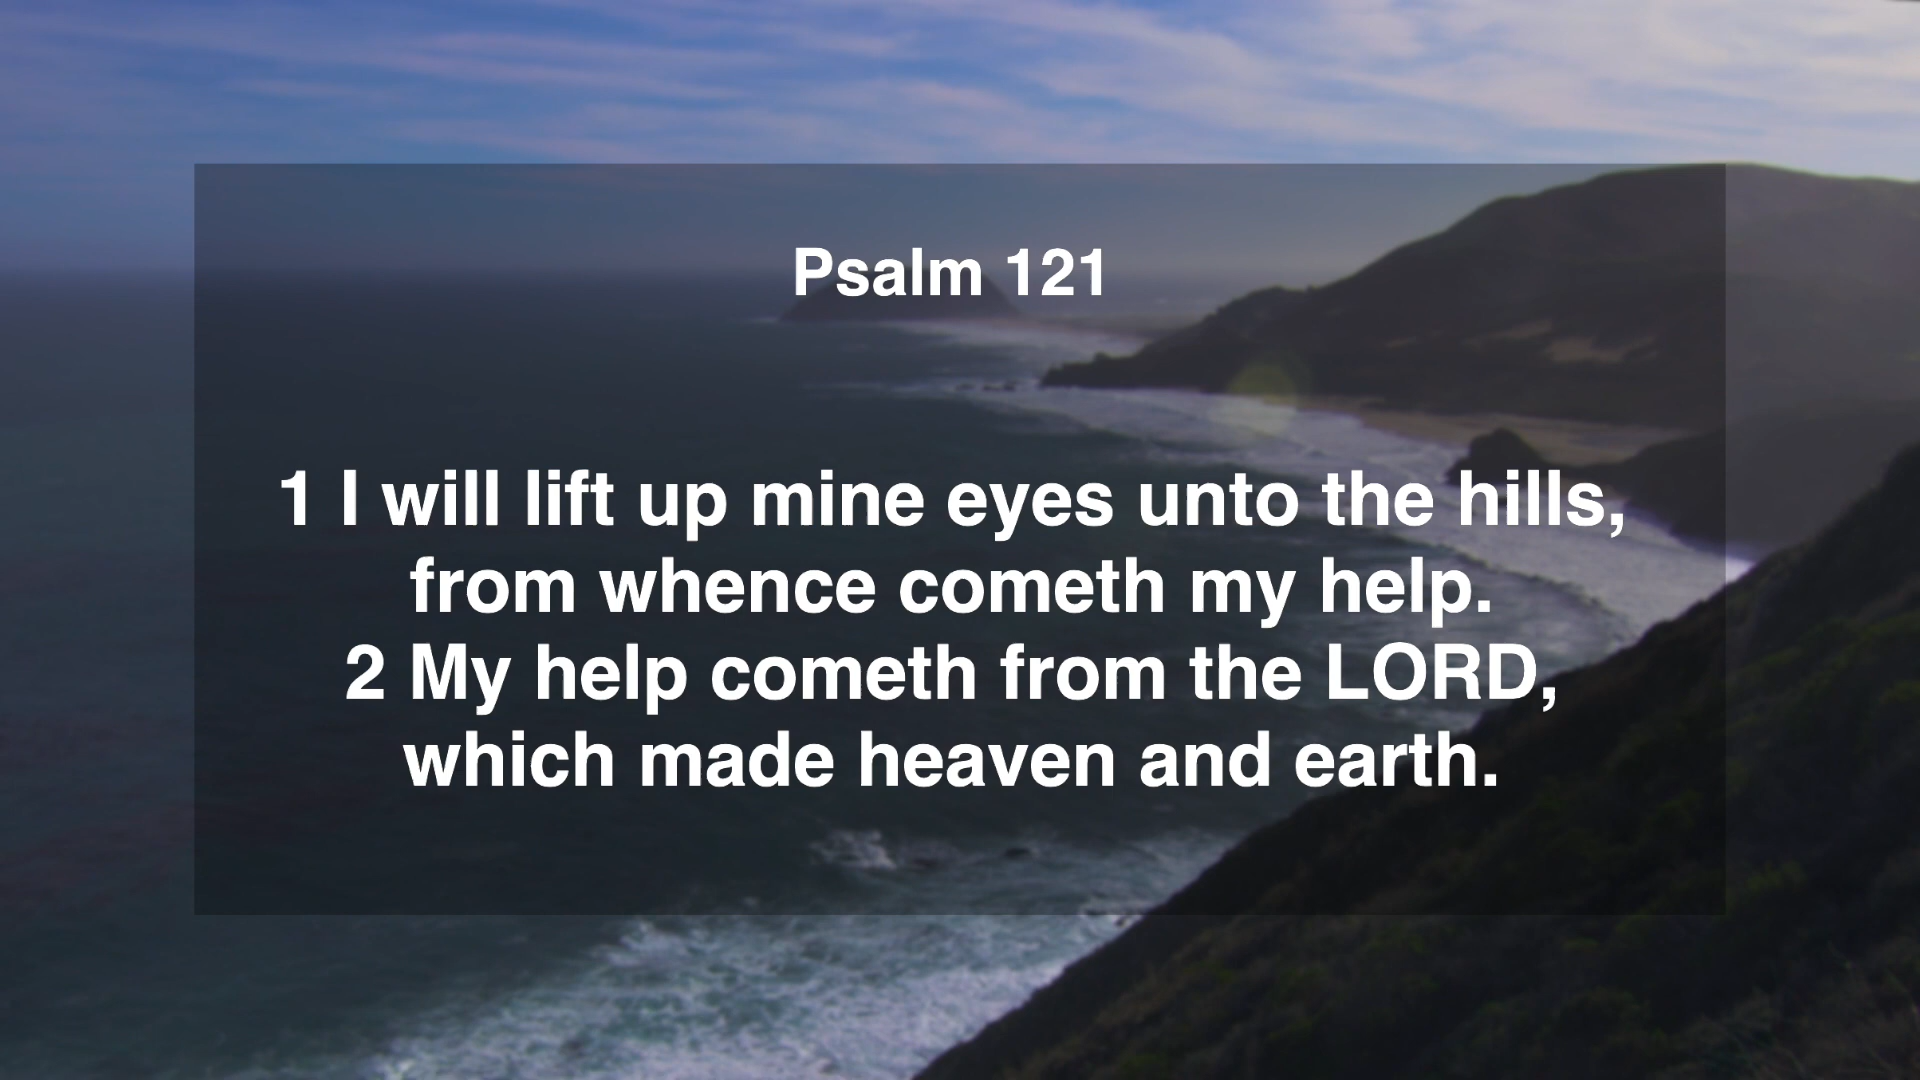 Psalm 121
1 I will lift up mine eyes unto the hills,
from whence cometh my help.
2 My help cometh from the LORD,
which made heaven and earth.